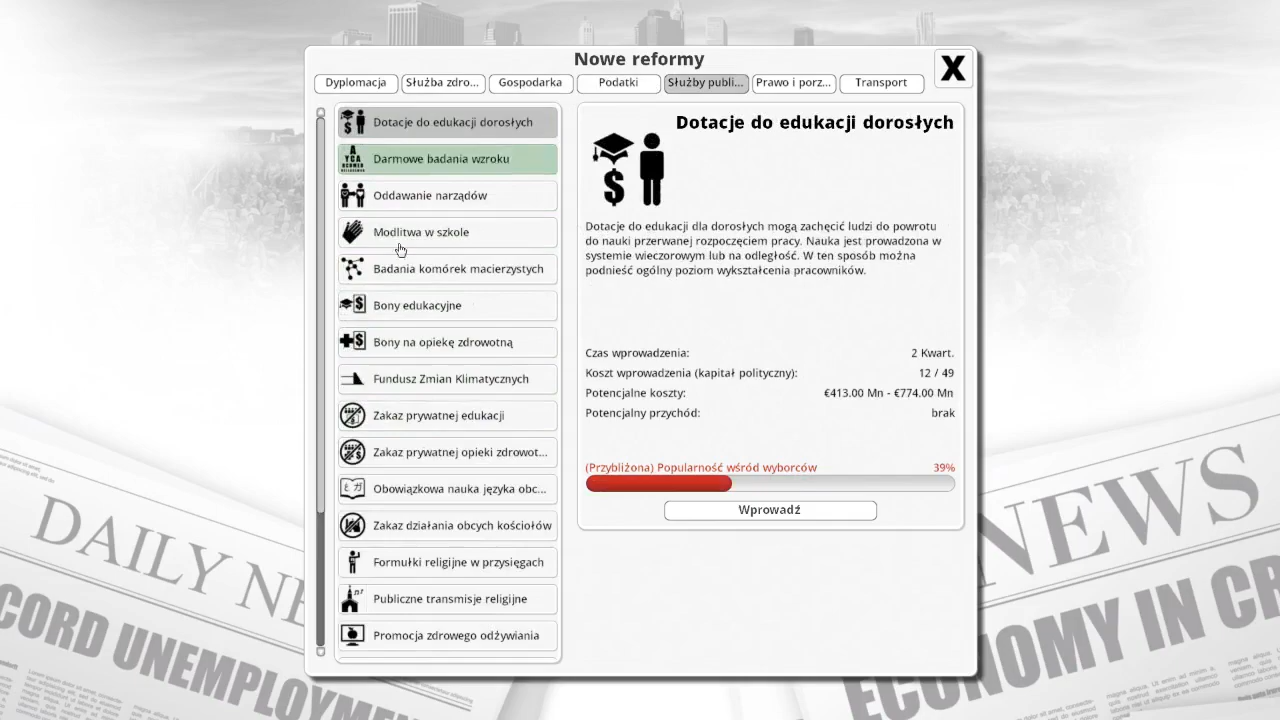 Nowe reformy
X
Dyplomacja
Służba zdro...
Gospodarka
Podatki
Służby publi...
Prawo i porz...
Transport
Dotacje do edukacji dorosłych
Darmowe badania wzroku
Oddawanie narządów
Modlitwa w szkole
Badania komórek macierzystych
Bony edukacyjne
Bony na opiekę zdrowotną
Fundusz Zmian Klimatycznych
Zakaz prywatnej edukacji
Zakaz prywatnej opieki zdrowot...
Obowiązkowa nauka języka obc...
Zakaz działania obcych kościołów
Formułki religijne w przysięgach
Publiczne transmisje religijne
Promocja zdrowego odżywiania
Dotacje do edukacji dorosłych
Dotacje do edukacji dla dorosłych mogą zachęcić ludzi do powrotu
do nauki przerwanej rozpoczęciem pracy. Nauka jest prowadzona w
systemie wieczorowym lub na odległość. W ten sposób można
podnieść ogólny poziom wykształcenia pracowników.
Czas wprowadzenia: 2 Kwart.
Koszt wprowadzenia (kapitał polityczny): 12 / 49
Potencjalne koszty: €413.00 Mn - €774.00 Mn
Potencjalny przychód: brak
(Przybliżona) Popularność wśród wyborców 39%
Wprowadź
DAILY NE
CORD UNEMPLOYM
NEWS
ECONOMY IN CR